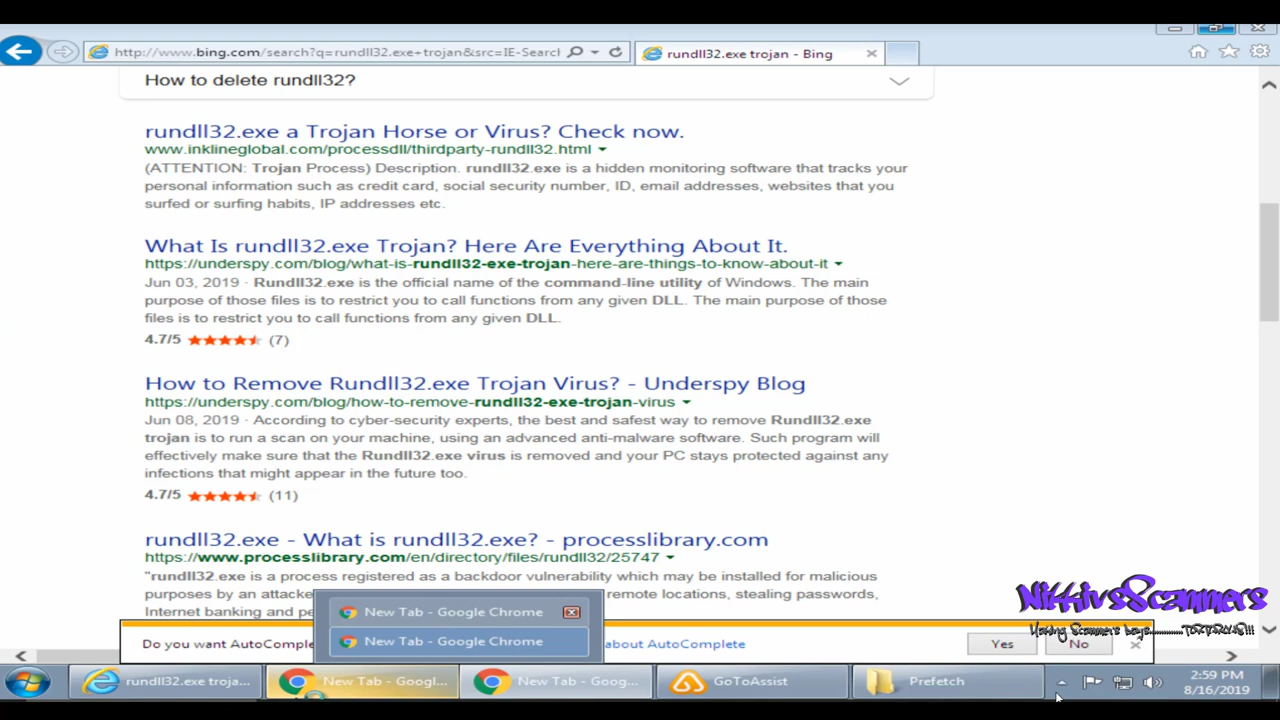 http://www.bing.com/search?q=rundll32.exe+trojan&src=IE-Search
rundll32.exe trojan - Bing
How to delete rundll32?
rundll32.exe a Trojan Horse or Virus? Check now.
www.inklineglobal.com/processdll/thirdparty-rundll32.html
(ATTENTION: Trojan Process) Description. rundll32.exe is a hidden monitoring software that tracks your
personal information such as credit card, social security number, ID, email addresses, websites that you
surfed or surfing habits, IP addresses etc.
What Is rundll32.exe Trojan? Here Are Everything About It.
https://underspy.com/blog/what-is-rundll32-exe-trojan-here-are-things-to-know-about-it
Jun 03, 2019 · Rundll32.exe is the official name of the command-line utility of Windows. The main
purpose of those files is to restrict you to call functions from any given DLL. The main purpose of those
files is to restrict you to call functions from any given DLL.
4.7/5 (7)
How to Remove Rundll32.exe Trojan Virus? - Underspy Blog
https://underspy.com/blog/how-to-remove-rundll32-exe-trojan-virus
Jun 08, 2019 · According to cyber-security experts, the best and safest way to remove Rundll32.exe
trojan is to run a scan on your machine, using an advanced anti-malware software. Such program will
effectively make sure that the Rundll32.exe virus is removed and your PC stays protected against any
infections that might appear in the future too.
4.7/5 (11)
rundll32.exe - What is rundll32.exe? - processlibrary.com
https://www.processlibrary.com/en/directory/files/rundll32/25747
"rundll32.exe is a process registered as a backdoor vulnerability which may be installed for malicious
purposes by an attacke remote locations, stealing passwords,
Internet banking and pe
New Tab - Google Chrome
New Tab - Google Chrome
Do you want AutoComple about AutoComplete Yes No
NikkivsScammers
rundll32.exe troja... New Tab - Googl... New Tab - Goog... GoToAssist Prefetch
2:59 PM
8/16/2019